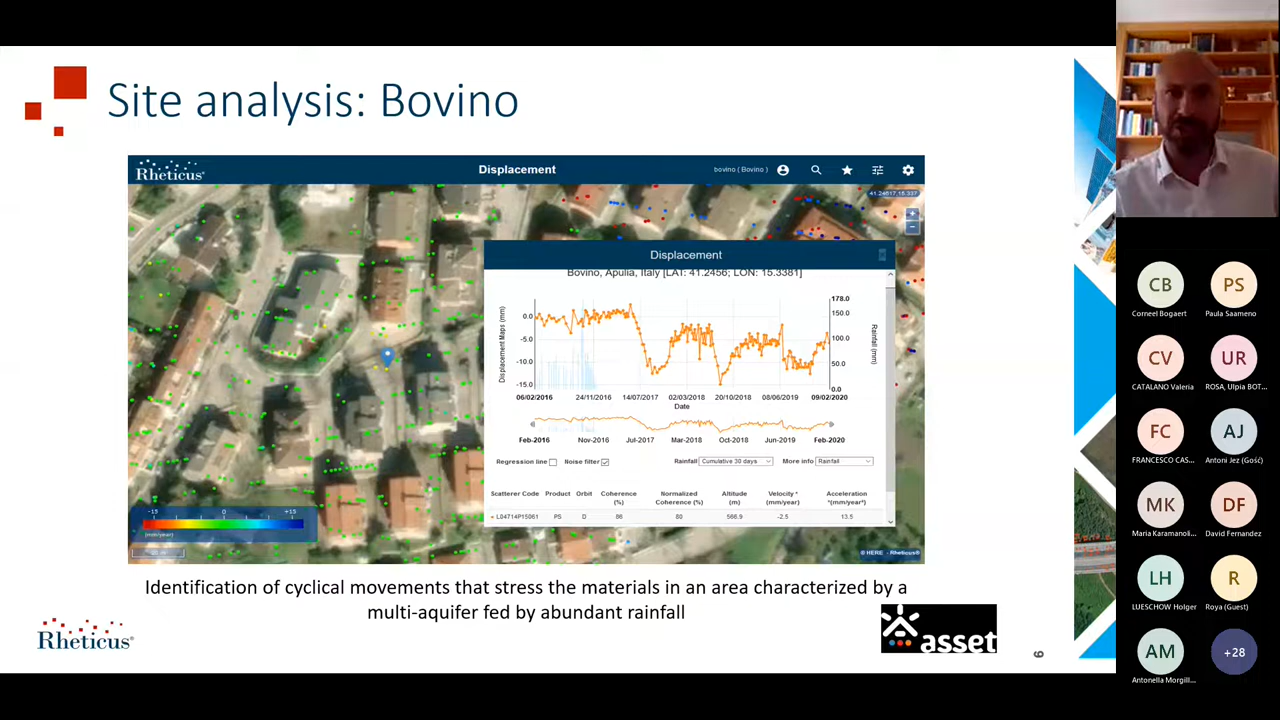 Site analysis: Bovino
Rheticus®
Displacement
bovino ( Bovino )
41.24617,15.337
+
−
Displacement
Bovino, Apulia, Italy [LAT: 41.2456; LON: 15.3381]
Displacement Maps (mm)
0.0
-5.0
-10.0
-15.0
178.0
150.0
100.0
50.0
0.0
Rainfall (mm)
06/02/2016 24/11/2016 14/07/2017 02/03/2018 20/10/2018 08/06/2019 09/02/2020
Date
Feb-2016 Nov-2016 Jul-2017 Mar-2018 Oct-2018 Jun-2019 Feb-2020
Regression line Noise filter Rainfall Cumulative 30 days More info Rainfall
Scatterer Code Product Orbit Coherence (%) Normalized Coherence (%) Altitude (m) Velocity * (mm/year) Acceleration *(mm/year²)
L04714P15061 PS D 86 80 566.9 -2.5 13.5
-15 0 +15
(mm/year)
© HERE - Rheticus®
Identification of cyclical movements that stress the materials in an area characterized by a
multi-aquifer fed by abundant rainfall
Rheticus®
asset
9
CB PS
Corneel Bogaert Paula Saameno
CV UR
CATALANO Valeria ROSA, Ulpia BOT...
FC AJ
FRANCESCO CAS... Antoni Jez (Gość)
MK DF
Maria Karamanoli... David Fernandez
LH R
LUESCHOW Holger Roya (Guest)
AM +28
Antonella Morgill...